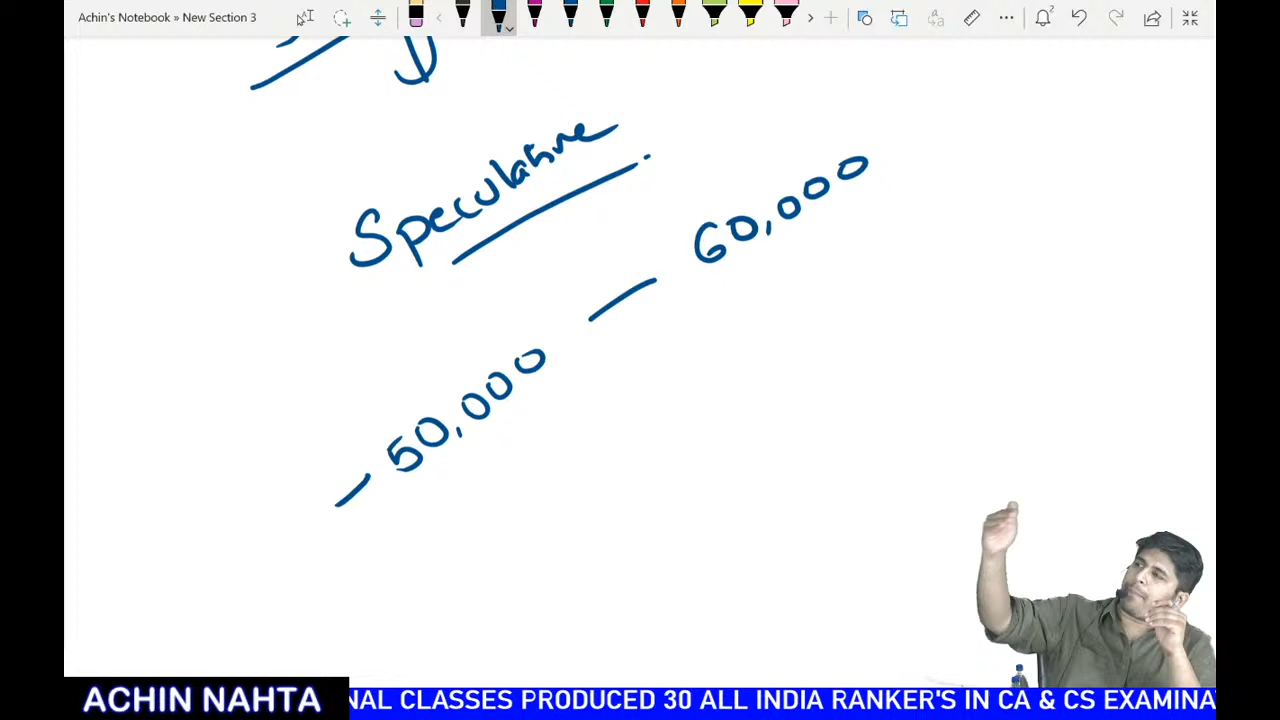 Achin's Notebook » New Section 3
Speculative
— 60,000
— 50,000
ACHIN NAHTA
NAL CLASSES PRODUCED 30 ALL INDIA RANKER'S IN CA & CS EXAMINA